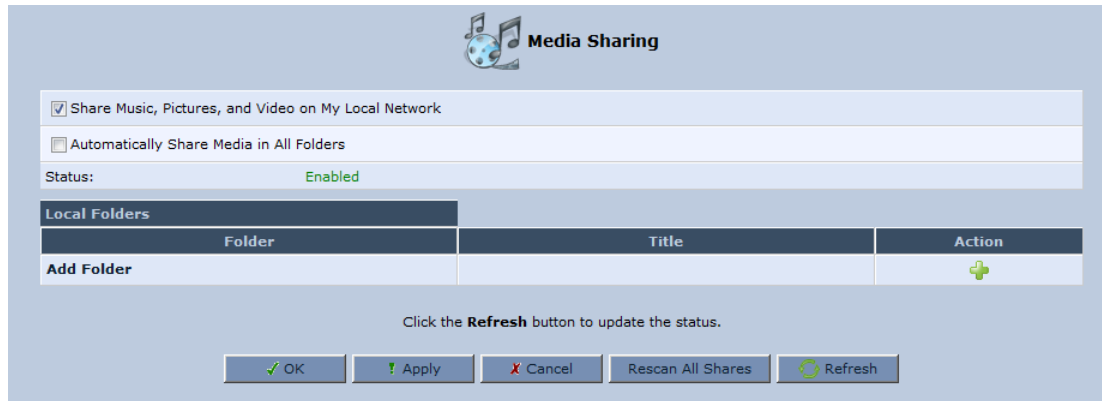 Media Sharing
Share Music, Pictures, and Video on My Local Network
Automatically Share Media in All Folders
Status: Enabled
Local Folders
Folder Title Action
Add Folder
Click the Refresh button to update the status.
OK Apply Cancel Rescan All Shares Refresh